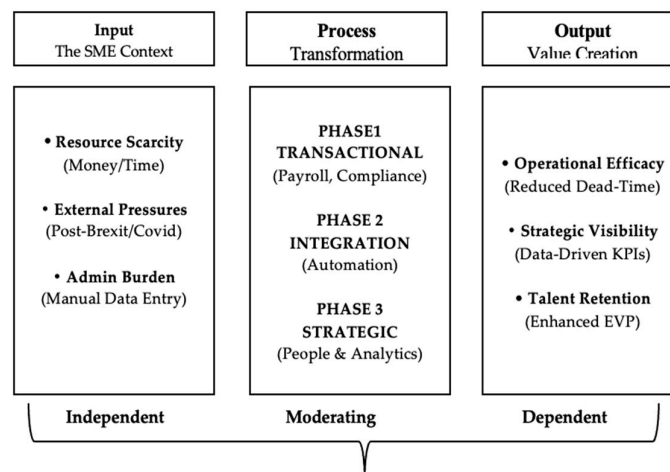 Input
The SME Context
Process
Transformation
Output
Value Creation
• Resource Scarcity
(Money/Time)
• External Pressures
(Post-Brexit/Covid)
• Admin Burden
(Manual Data Entry)
PHASE1
TRANSACTIONAL
(Payroll, Compliance)
PHASE 2
INTEGRATION
(Automation)
PHASE 3
STRATEGIC
(People & Analytics)
• Operational Efficacy
(Reduced Dead-Time)
• Strategic Visibility
(Data-Driven KPIs)
• Talent Retention
(Enhanced EVP)
Independent
Moderating
Dependent